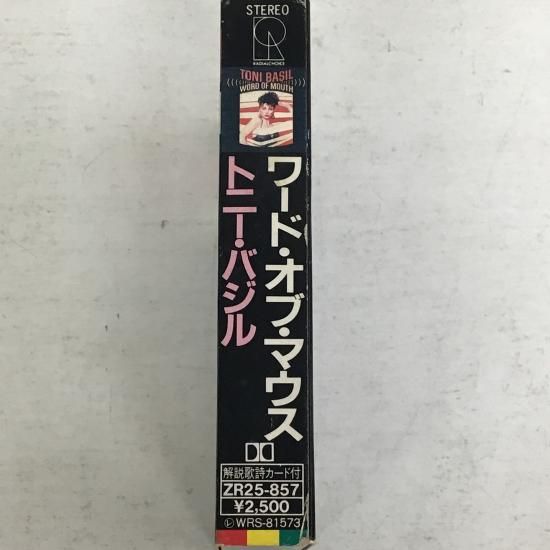 STEREO
RADIALCHOICE
TONI BASIL
WORD OF MOUTH
ワード・オブ・マウス
トニー・バジル
解説歌詩カード付
ZR25-857
¥2,500
Ⓛ WRS-81573